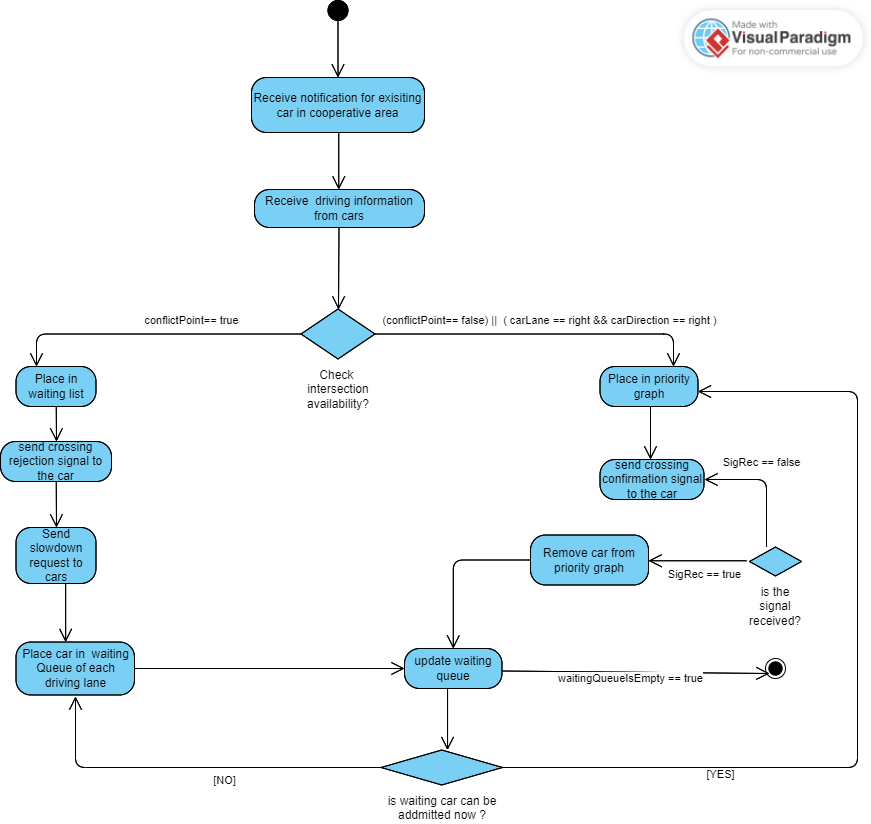 Made with
Visual Paradigm
For non-commercial use
Receive notification for exisiting
car in cooperative area
Receive driving information
from cars
conflictPoint== true
(conflictPoint== false) || ( carLane == right && carDirection == right )
Check
intersection
availability?
Place in
waiting list
Place in priority
graph
send crossing
rejection signal to
the car
send crossing
confirmation signal
to the car
SigRec == false
Send
slowdown
request to
cars
Remove car from
priority graph
SigRec == true
is the
signal
received?
Place car in waiting
Queue of each
driving lane
update waiting
queue
waitingQueueIsEmpty == true
[NO]
[YES]
is waiting car can be
addmitted now ?